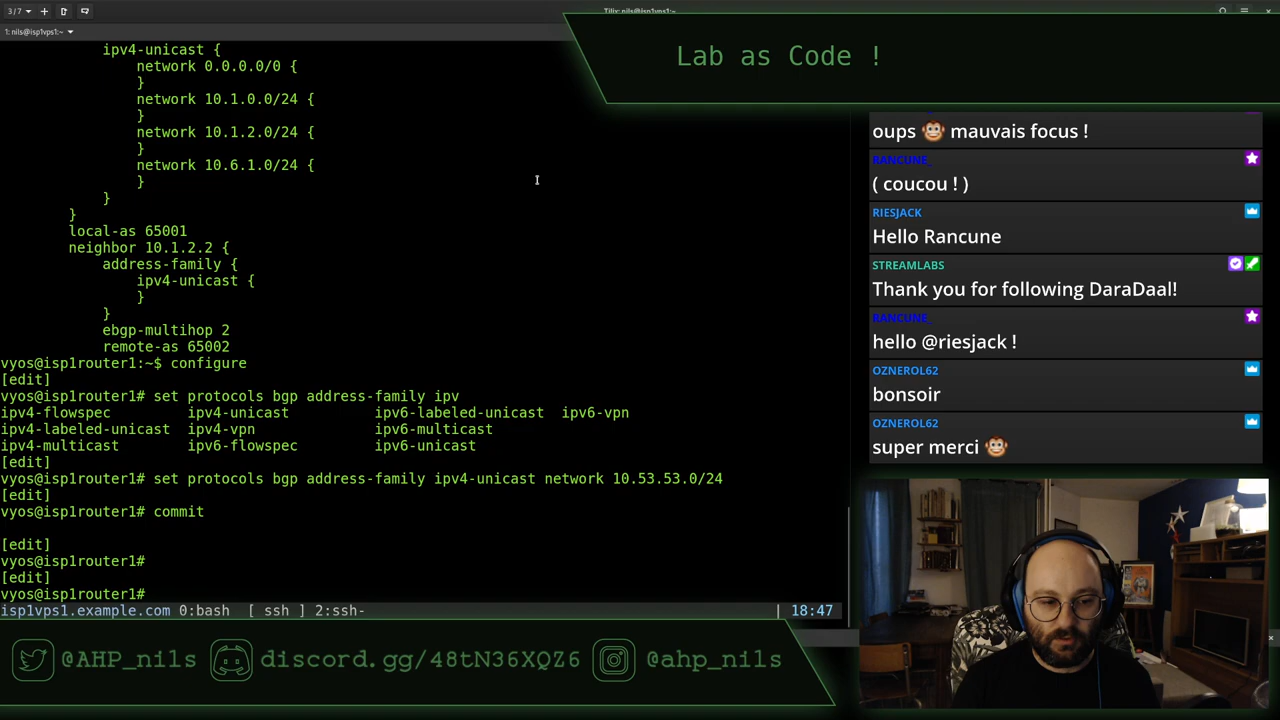 3/7
Tilix: nils@isp1vps1:~
1: nils@isp1vps1:~
Lab as Code !
ipv4-unicast {
network 0.0.0.0/0 {
}
network 10.1.0.0/24 {
}
network 10.1.2.0/24 {
}
network 10.6.1.0/24 {
}
}
}
local-as 65001
neighbor 10.1.2.2 {
address-family {
ipv4-unicast {
}
}
ebgp-multihop 2
remote-as 65002
vyos@isp1router1:~$ configure
[edit]
vyos@isp1router1# set protocols bgp address-family ipv
ipv4-flowspec ipv4-unicast ipv6-labeled-unicast ipv6-vpn
ipv4-labeled-unicast ipv4-vpn ipv6-multicast
ipv4-multicast ipv6-flowspec ipv6-unicast
[edit]
vyos@isp1router1# set protocols bgp address-family ipv4-unicast network 10.53.53.0/24
[edit]
vyos@isp1router1# commit
[edit]
vyos@isp1router1#
[edit]
vyos@isp1router1#
isp1vps1.example.com 0:bash [ ssh ] 2:ssh- | 18:47
oups 🐵 mauvais focus !
RANCUNE_
( coucou ! )
RIESJACK
Hello Rancune
STREAMLABS
Thank you for following DaraDaal!
RANCUNE_
hello @riesjack !
OZNEROL62
bonsoir
OZNEROL62
super merci 🐵
@AHP_nils discord.gg/48tN36XQZ6 @ahp_nils